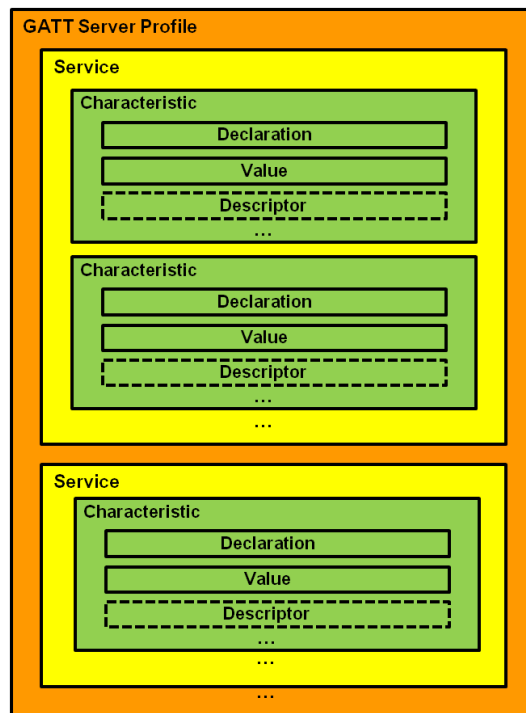 GATT Server Profile
Service
Characteristic
Declaration
Value
Descriptor
...
Characteristic
Declaration
Value
Descriptor
...
...
Service
Characteristic
Declaration
Value
Descriptor
...
...
...